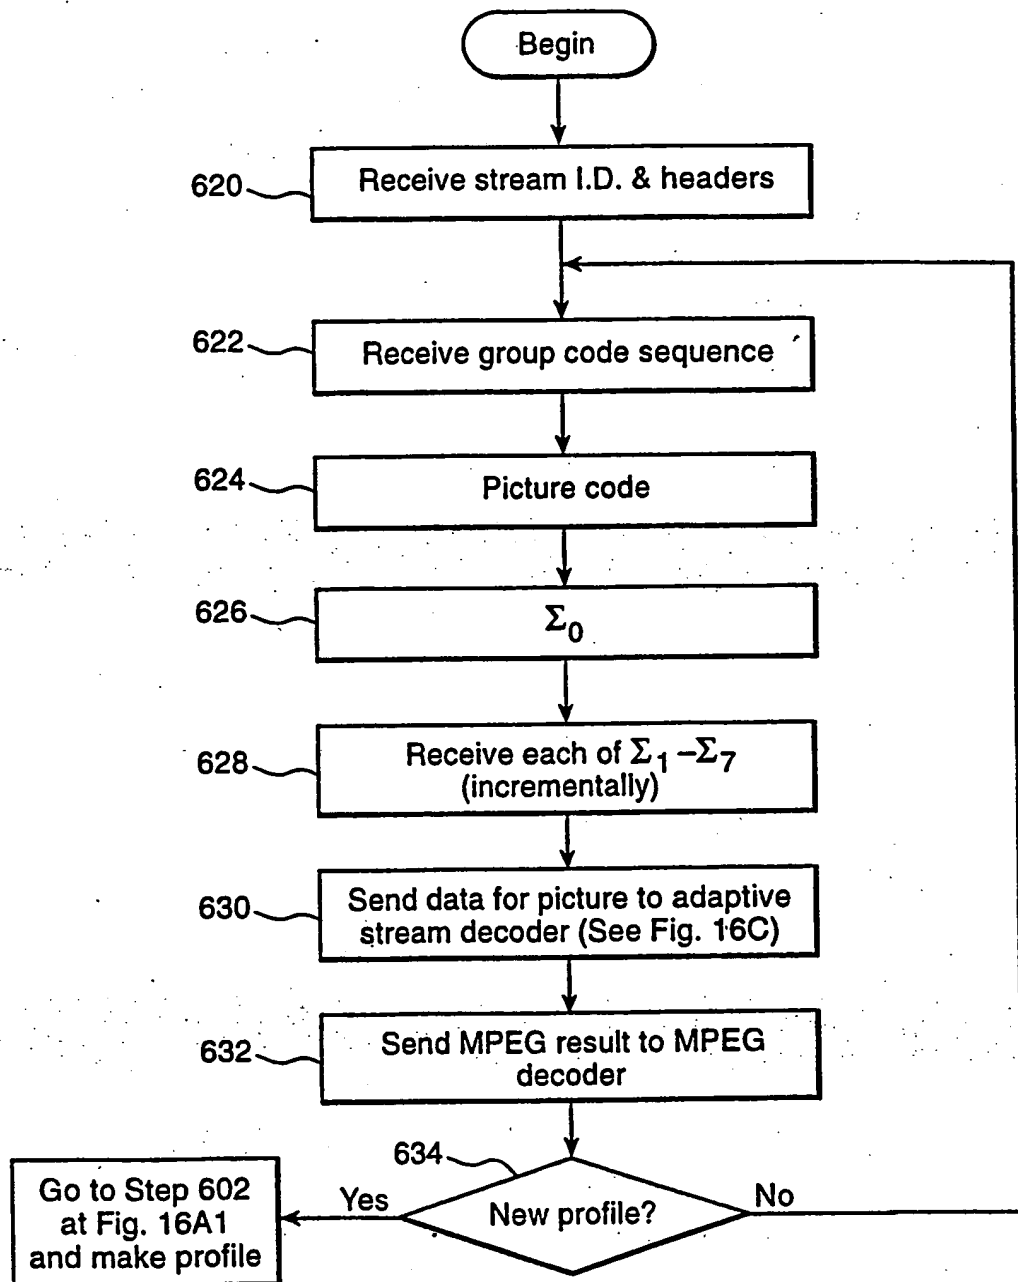 Begin
620
Receive stream I.D. & headers
622
Receive group code sequence
624
Picture code
626
Σ0
628
Receive each of Σ1 –Σ7
(incrementally)
630
Send data for picture to adaptive
stream decoder (See Fig. 16C)
632
Send MPEG result to MPEG
decoder
634
New profile?
Yes
No
Go to Step 602
at Fig. 16A1
and make profile